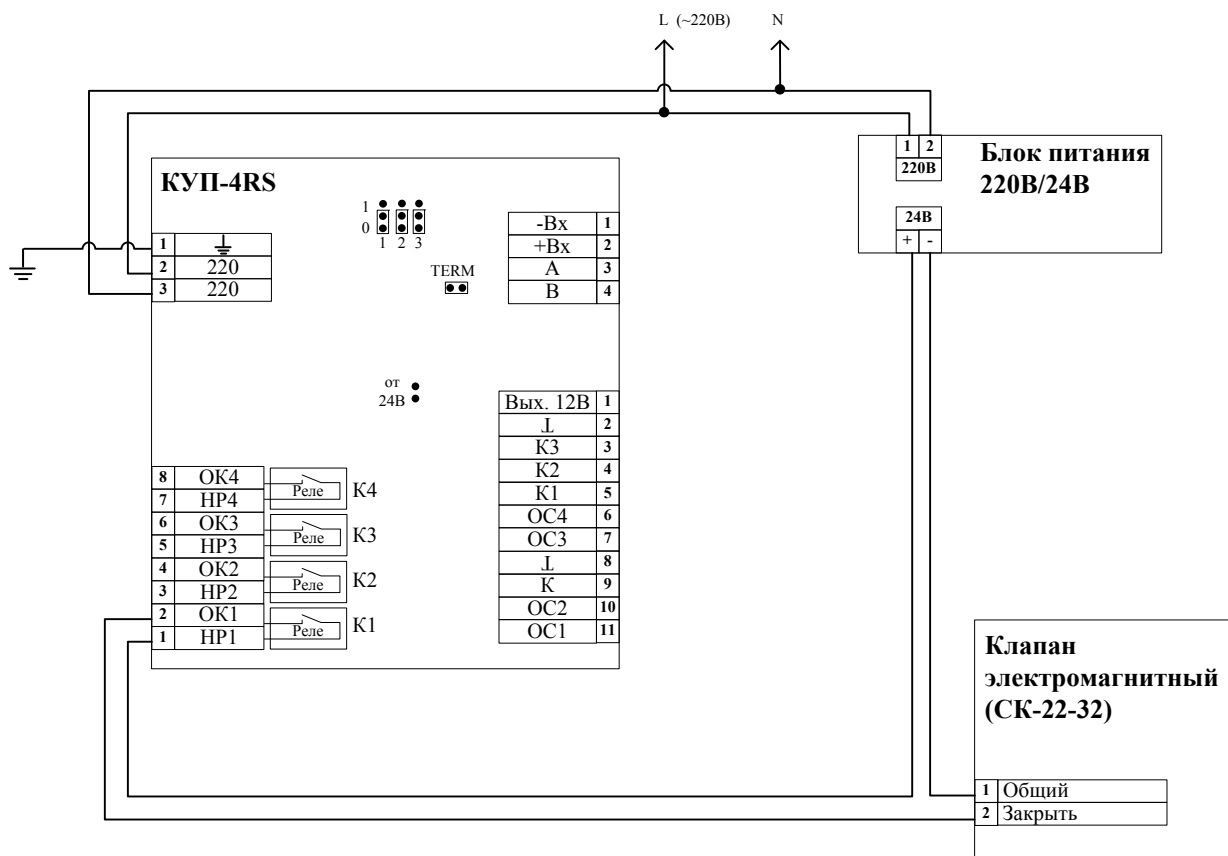 L (~220В) N
1 2
220В
Блок питания
220В/24В
24В
+ -
КУП-4RS
1
0
1 2 3
TERM
от
24В
1
2 220
3 220
-Вх 1
+Вх 2
А 3
В 4
Вых. 12В 1
2
К3 3
К2 4
К1 5
ОС4 6
ОС3 7
8
К 9
ОС2 10
ОС1 11
8 ОК4
7 НР4
Реле К4
6 ОК3
5 НР3
Реле К3
4 ОК2
3 НР2
Реле К2
2 ОК1
1 НР1
Реле К1
Клапан
электромагнитный
(СК-22-32)
1 Общий
2 Закрыть